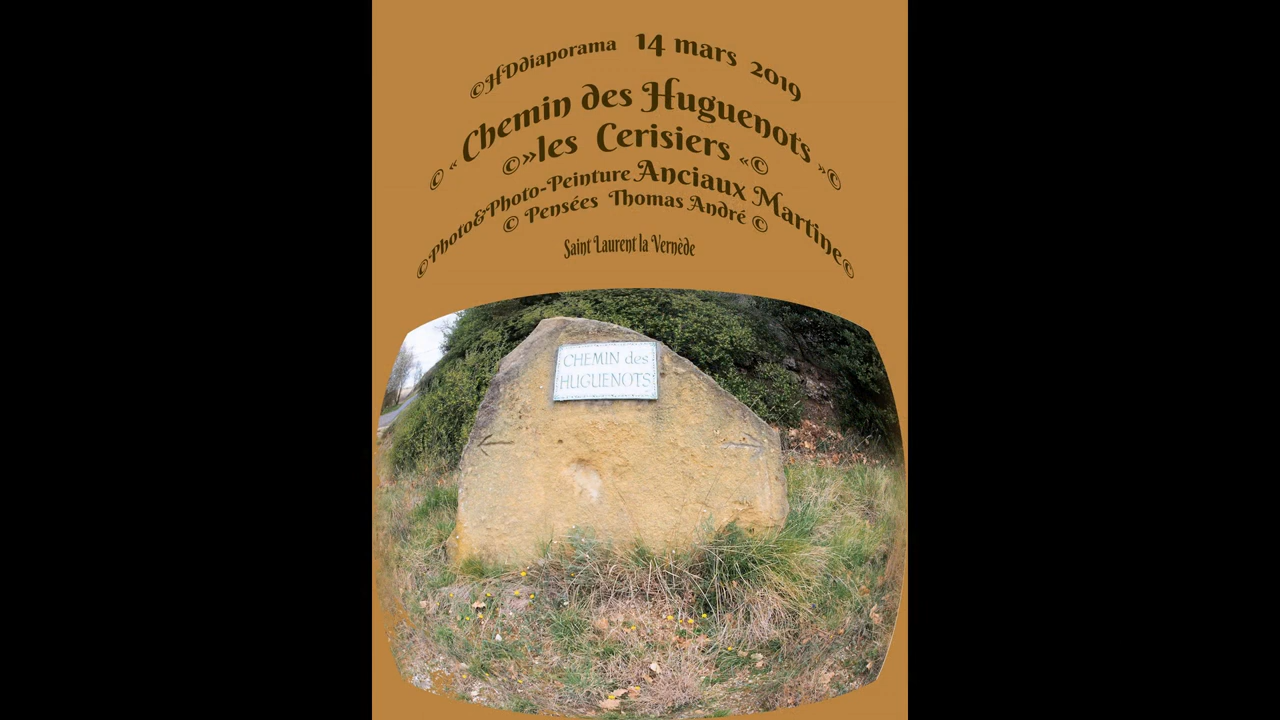 ©HDdiaporama 14 mars 2019
© « Chemin des Huguenots »©
©»les Cerisiers «©
©Photo&Photo-Peinture Anciaux Martine©
© Pensées Thomas André ©
Saint Laurent la Vernède
CHEMIN des
HUGUENOTS